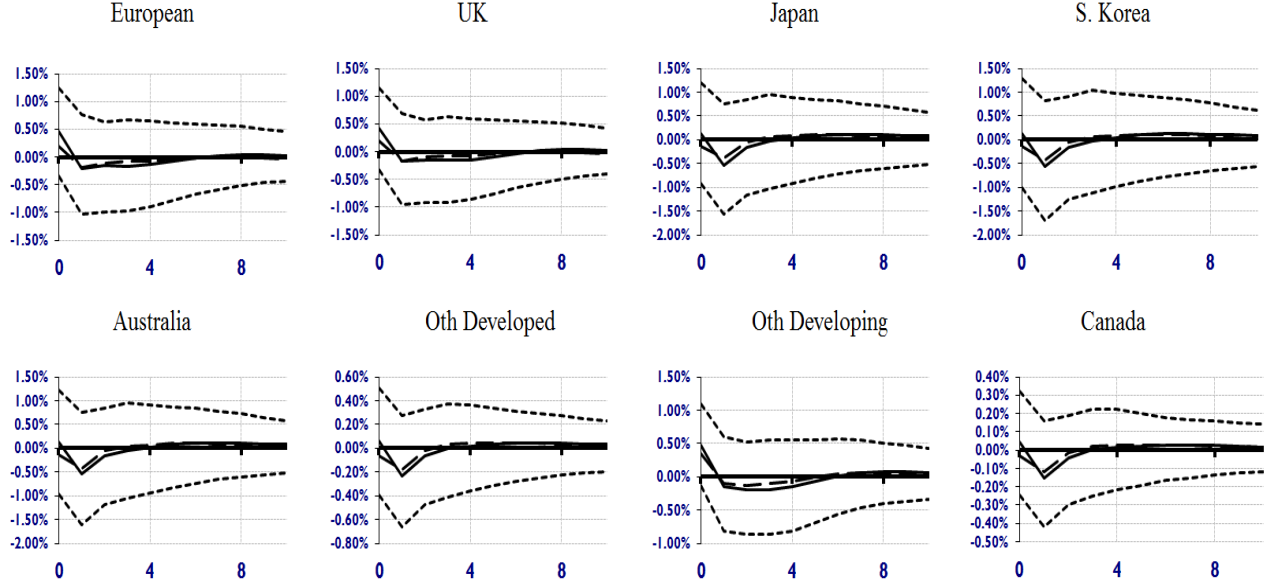 European UK Japan S. Korea
1.50% 1.50% 1.50% 1.50%
1.00% 1.00% 1.00% 1.00%
0.50% 0.50% 0.50% 0.50%
0.00% 0.00% 0.00% 0.00%
-0.50% -0.50% -0.50% -0.50%
-1.00% -1.00% -1.00% -1.00%
-1.50% -1.50% -1.50% -1.50%
-2.00% -2.00%
0 4 8 0 4 8 0 4 8 0 4 8
Australia Oth Developed Oth Developing Canada
1.50% 0.60% 1.50% 0.40%
1.00% 0.40% 1.00% 0.30%
0.50% 0.20% 0.50% 0.20%
0.00% 0.00% 0.00% 0.10%
-0.50% -0.20% -0.50% 0.00%
-1.00% -0.40% -1.00% -0.10%
-1.50% -0.60% -0.20%
-2.00% -0.80% -0.30%
-0.40%
-0.50%
0 4 8 0 4 8 0 4 8 0 4 8